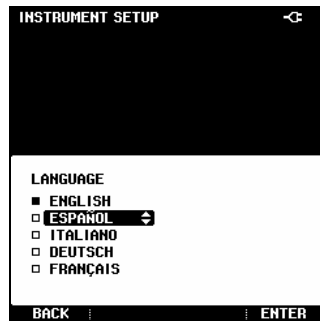 INSTRUMENT SETUP
LANGUAGE
ENGLISH
ESPAÑOL
ITALIANO
DEUTSCH
FRANÇAIS
BACK ENTER